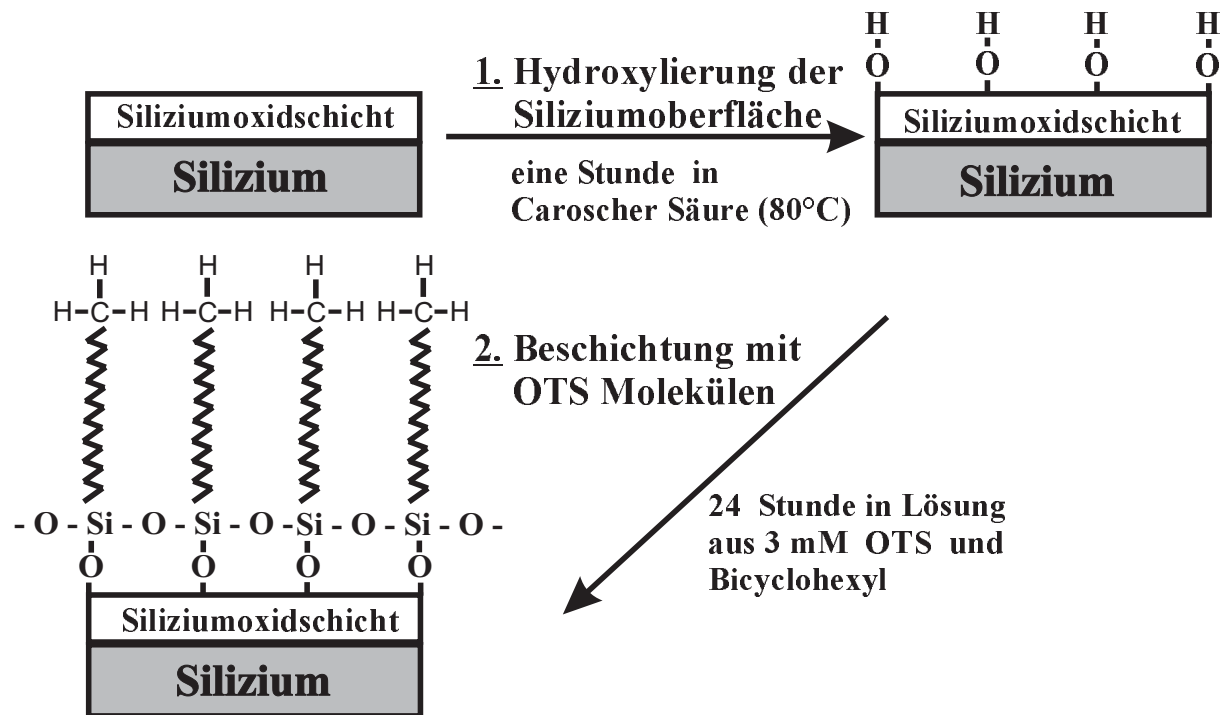 Siliziumoxidschicht
Silizium
1. Hydroxylierung der
Siliziumoberfläche
eine Stunde in
Caroscher Säure (80°C)
H H H H
O O O O
Siliziumoxidschicht
Silizium
H H H H
H-C-H H-C-H H-C-H H-C-H
2. Beschichtung mit
OTS Molekülen
24 Stunde in Lösung
aus 3 mM OTS und
Bicyclohexyl
- O - Si - O - Si - O - Si - O - Si - O -
O O O O
Siliziumoxidschicht
Silizium